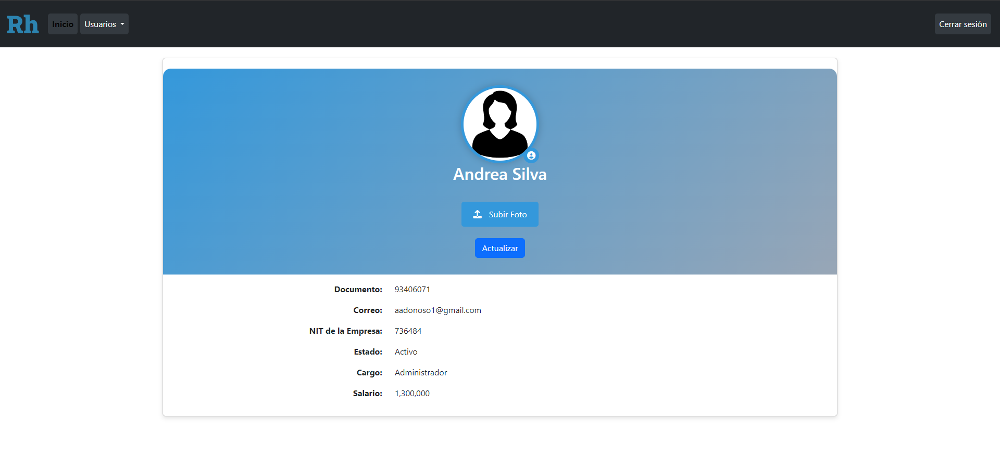 Rh Inicio Usuarios Cerrar sesión
Andrea Silva
Subir Foto
Actualizar
Documento: 93406071
Correo: aadonoso1@gmail.com
NIT de la Empresa: 736484
Estado: Activo
Cargo: Administrador
Salario: 1,300,000